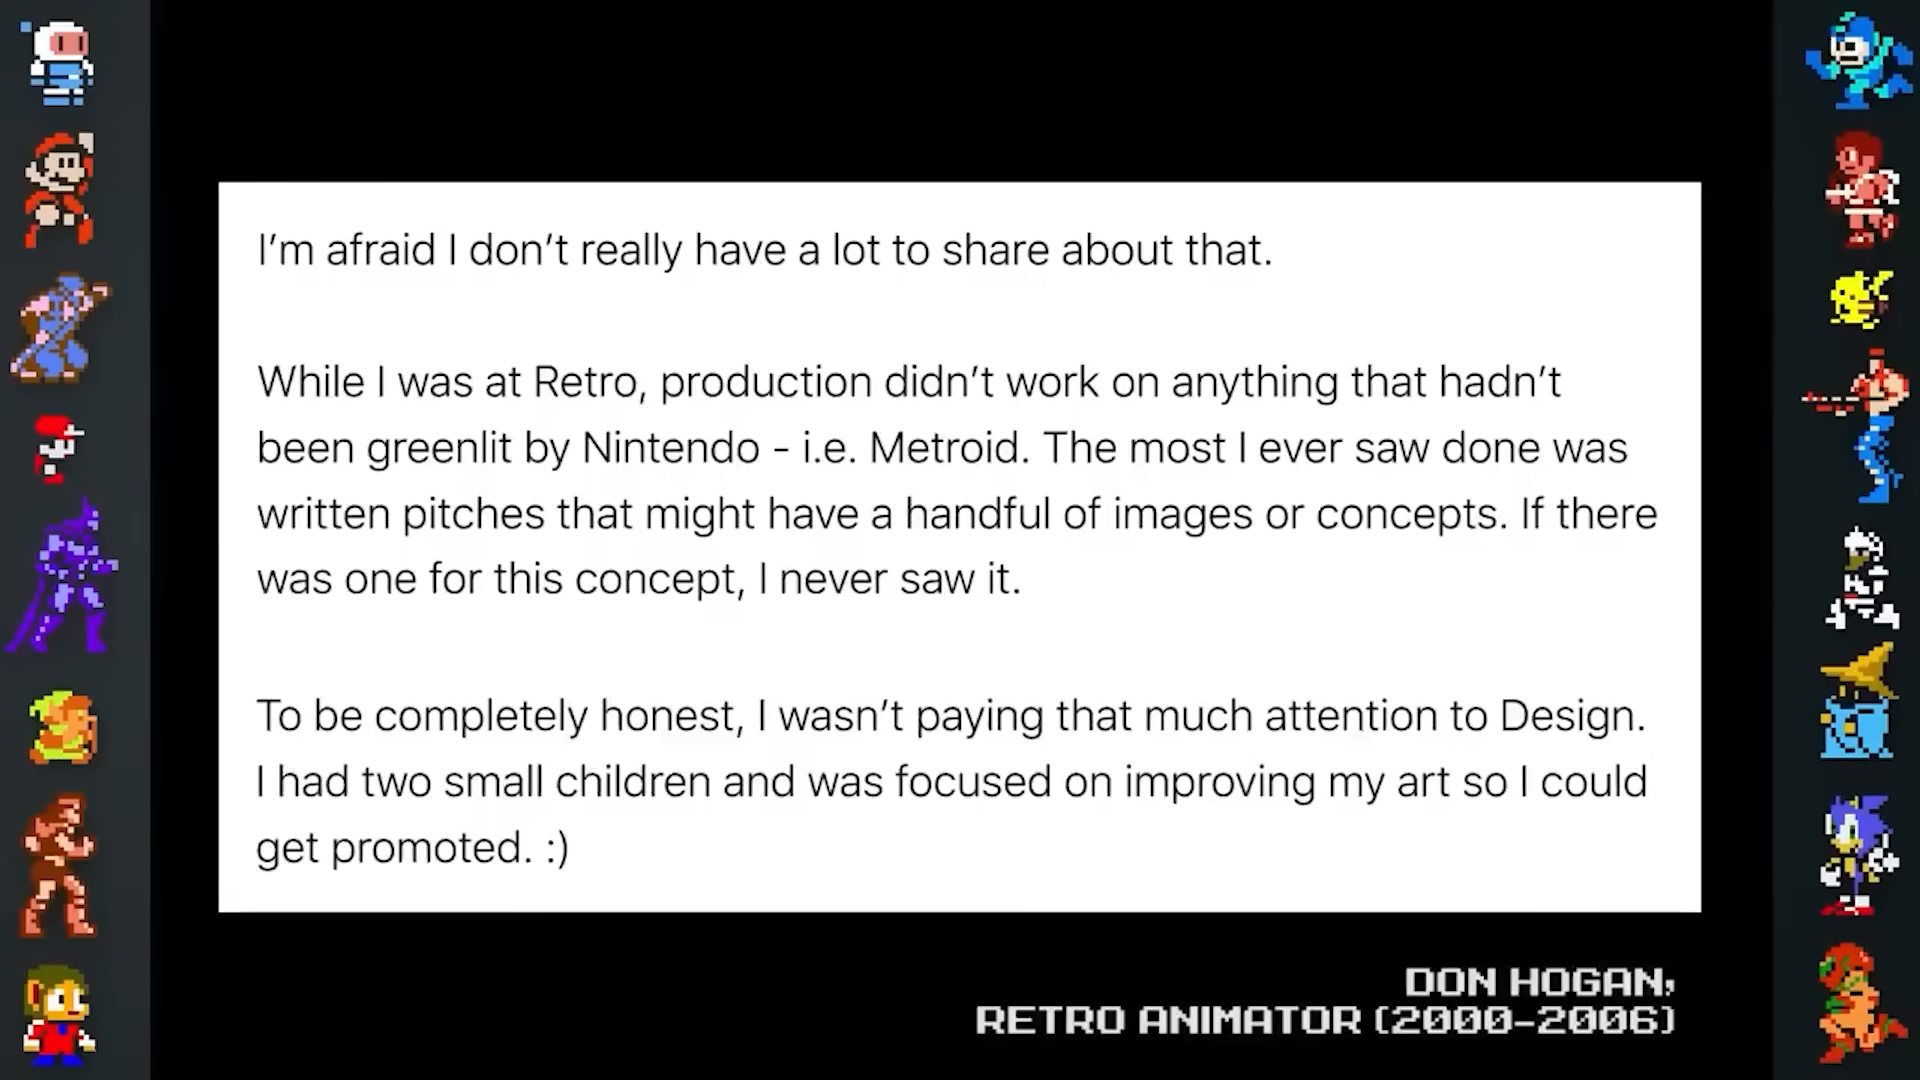 I'm afraid I don't really have a lot to share about that.
While I was at Retro, production didn't work on anything that hadn't
been greenlit by Nintendo - i.e. Metroid. The most I ever saw done was
written pitches that might have a handful of images or concepts. If there
was one for this concept, I never saw it.
To be completely honest, I wasn't paying that much attention to Design.
I had two small children and was focused on improving my art so I could
get promoted. :)
DON HOGAN,
RETRO ANIMATOR (2000-2006)